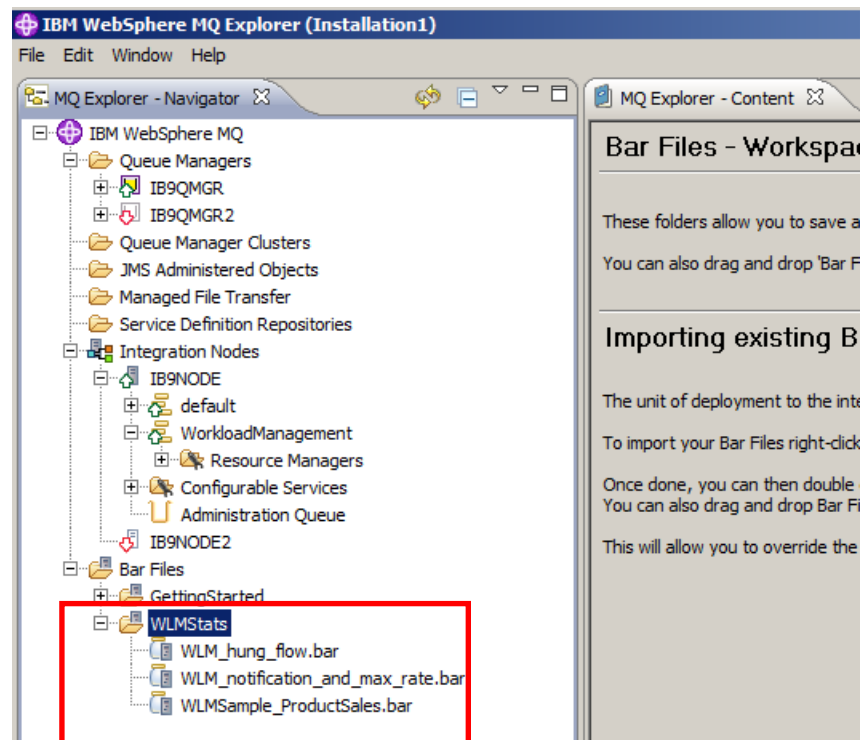 IBM WebSphere MQ Explorer (Installation1)
File Edit Window Help
MQ Explorer - Navigator
IBM WebSphere MQ
Queue Managers
IB9QMGR
IB9QMGR2
Queue Manager Clusters
JMS Administered Objects
Managed File Transfer
Service Definition Repositories
Integration Nodes
IB9NODE
default
WorkloadManagement
Resource Managers
Configurable Services
Administration Queue
IB9NODE2
Bar Files
GettingStarted
WLMStats
WLM_hung_flow.bar
WLM_notification_and_max_rate.bar
WLMSample_ProductSales.bar
MQ Explorer - Content
Bar Files - Workspa
These folders allow you to save a
You can also drag and drop 'Bar F
Importing existing B
The unit of deployment to the inte
To import your Bar Files right-click
Once done, you can then double
You can also drag and drop Bar Fi
This will allow you to override the